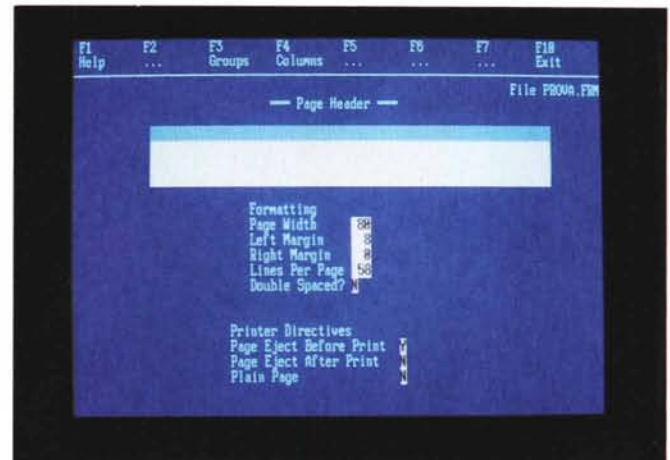 F1 F2 F3 F4 F5 F6 F7 F10
Help ... Groups Columns ... ... ... Exit
File PROVA.FRM
Page Header
Formatting
Page Width 80
Left Margin 8
Right Margin 0
Lines Per Page 58
Double Spaced? N
Printer Directives
Page Eject Before Print Y
Page Eject After Print N
Plain Page N